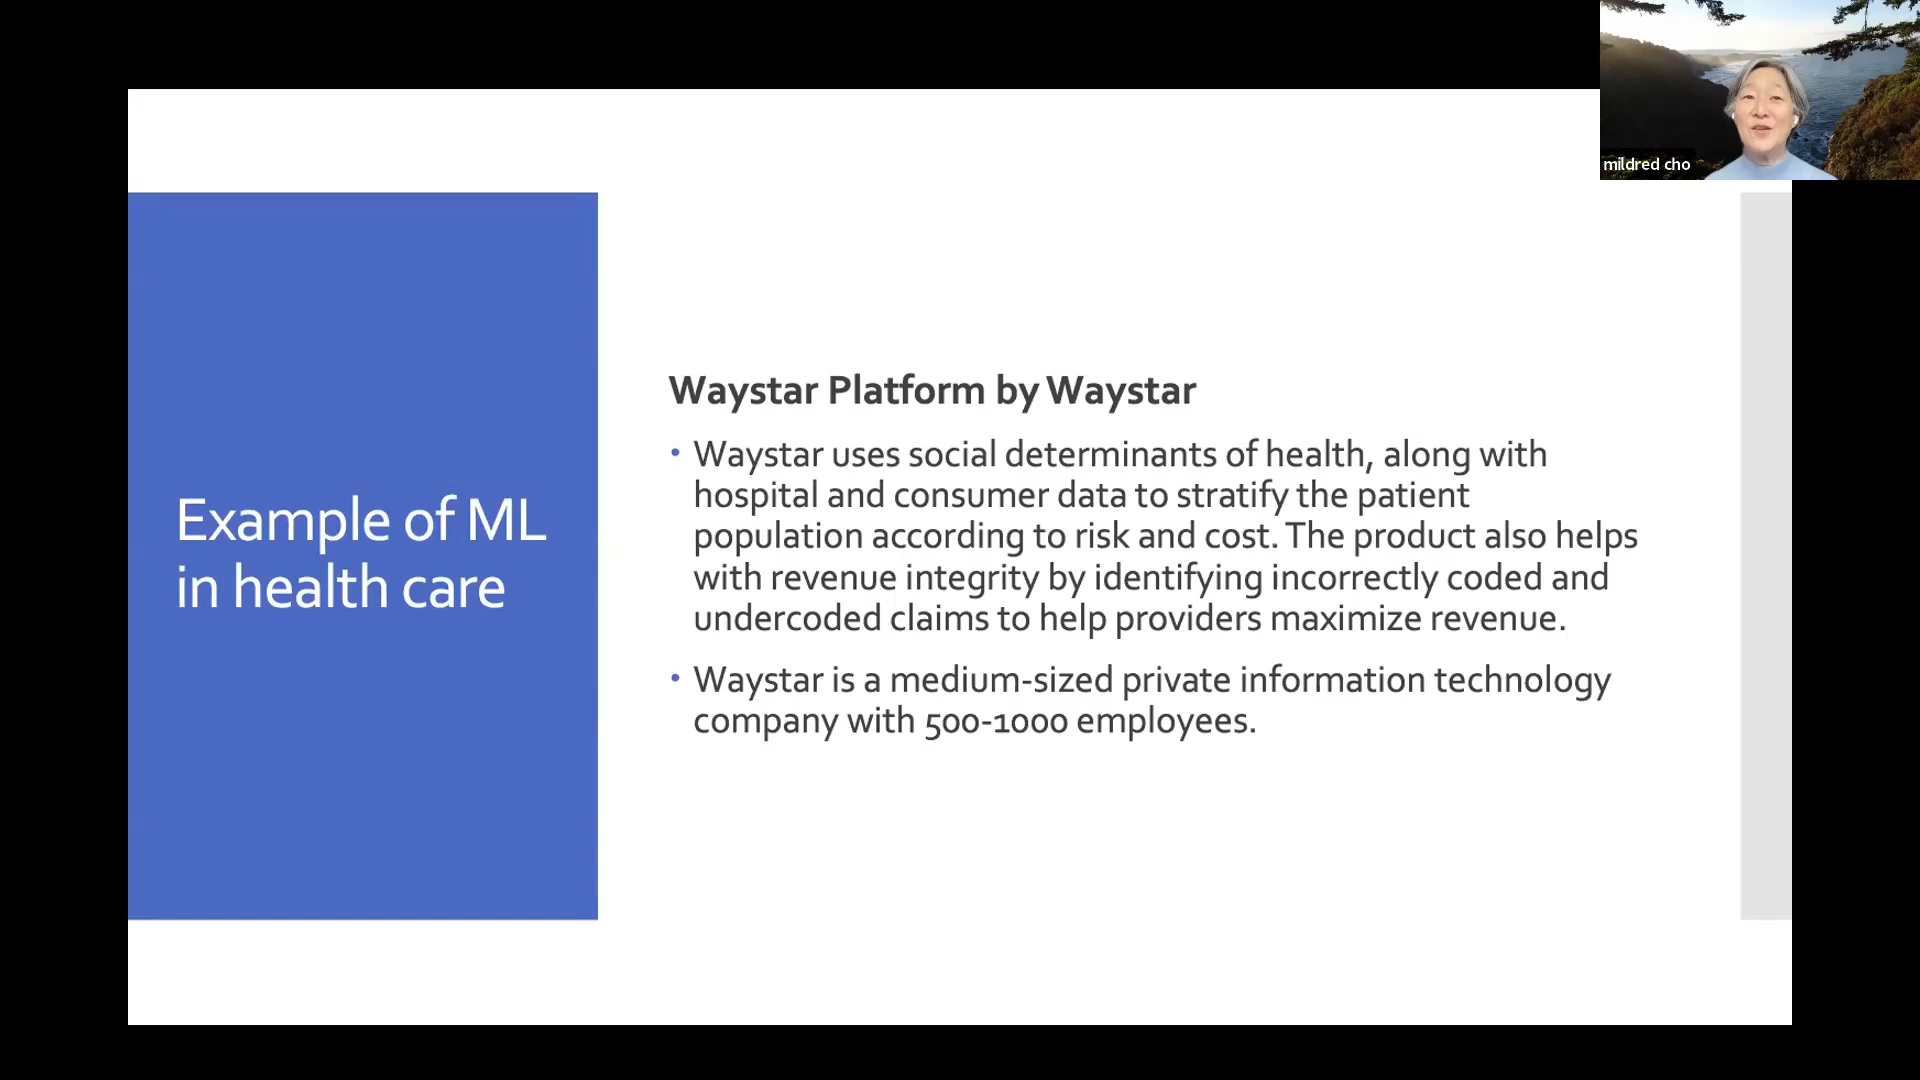 mildred cho
Example of ML
in health care
Waystar Platform by Waystar
• Waystar uses social determinants of health, along with
hospital and consumer data to stratify the patient
population according to risk and cost. The product also helps
with revenue integrity by identifying incorrectly coded and
undercoded claims to help providers maximize revenue.
• Waystar is a medium-sized private information technology
company with 500-1000 employees.